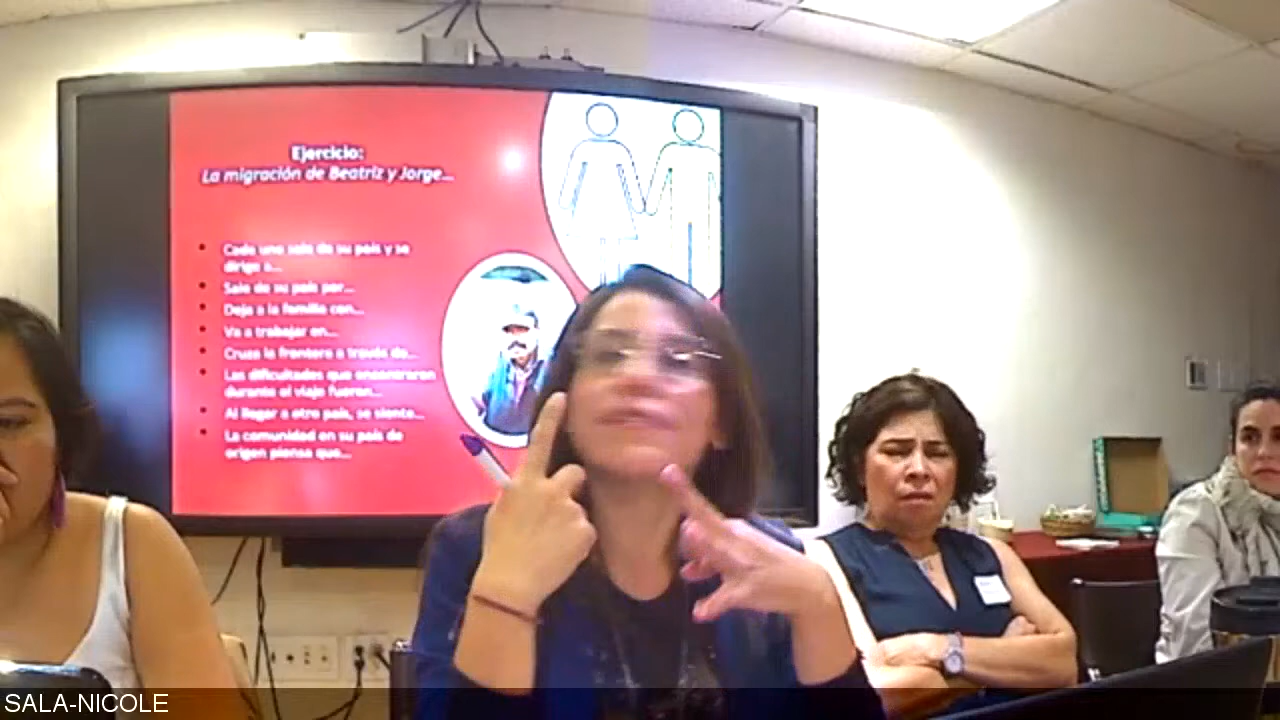 Ejercicio:
La migración de Beatriz y Jorge...
Cada uno sale de su país y se
dirige a...
Sale de su país por...
Deja a la familia con...
Va a trabajar en...
Cruza la frontera a través de...
Las dificultades que encontraron
durante el viaje fueron...
Al llegar a otro país, se siente...
La comunidad en su país de
origen piensa que...
SALA-NICOLE